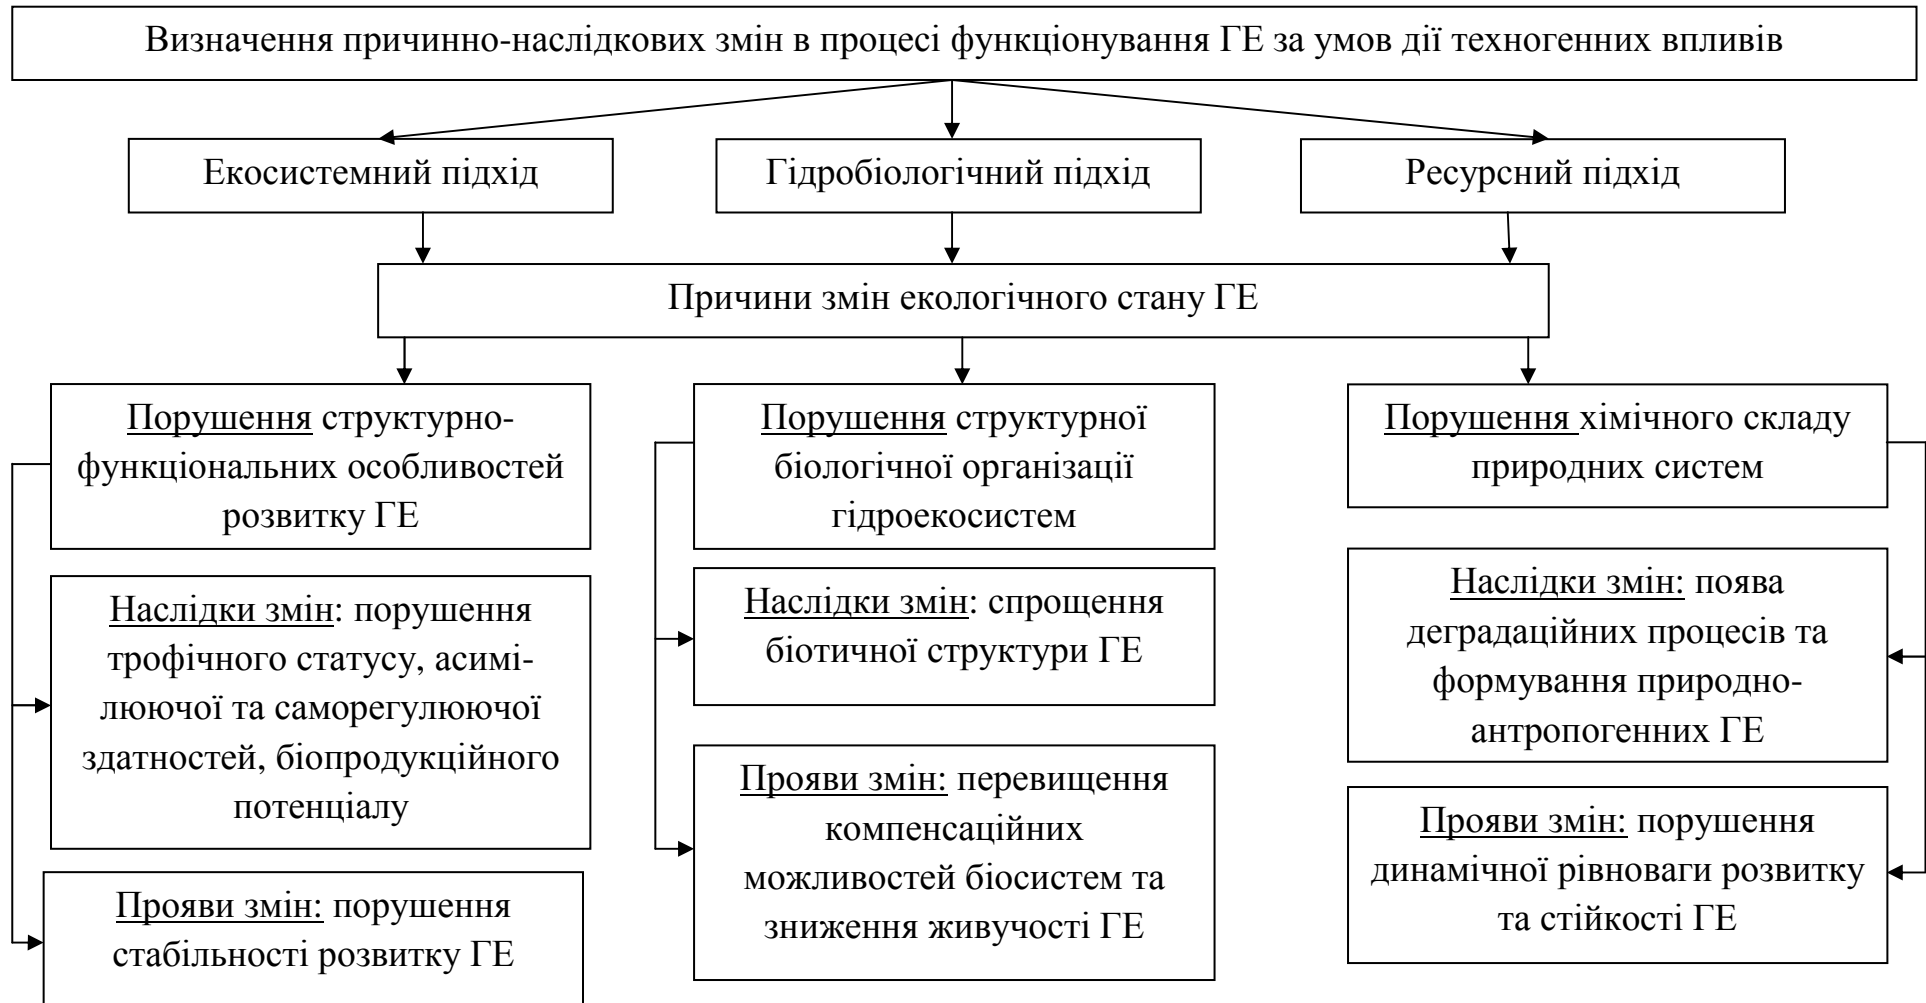 Визначення причинно-наслідкових змін в процесі функціонування ГЕ за умов дії техногенних впливів
Екосистемний підхід
Гідробіологічний підхід
Ресурсний підхід
Причини змін екологічного стану ГЕ
Порушення структурно-
функціональних особливостей
розвитку ГЕ
Порушення структурної
біологічної організації
гідроекосистем
Порушення хімічного складу
природних систем
Наслідки змін: порушення
трофічного статусу, асимі-
люючої та саморегулюючої
здатностей, біопродукційного
потенціалу
Наслідки змін: спрощення
біотичної структури ГЕ
Наслідки змін: поява
деградаційних процесів та
формування природно-
антропогенних ГЕ
Прояви змін: порушення
стабільності розвитку ГЕ
Прояви змін: перевищення
компенсаційних
можливостей біосистем та
зниження живучості ГЕ
Прояви змін: порушення
динамічної рівноваги розвитку
та стійкості ГЕ